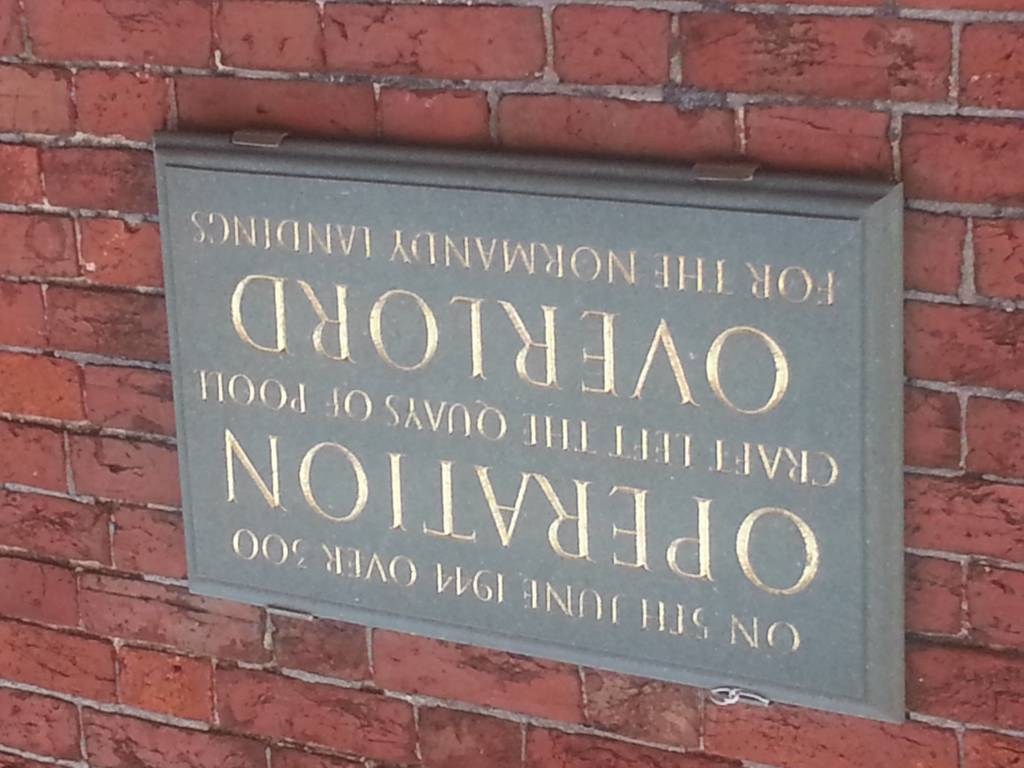 ON 5TH JUNE 1944 OVER 300
OPERATION
CRAFT LEFT THE QUAYS OF POOLE
OVERLORD
FOR THE NORMANDY LANDINGS